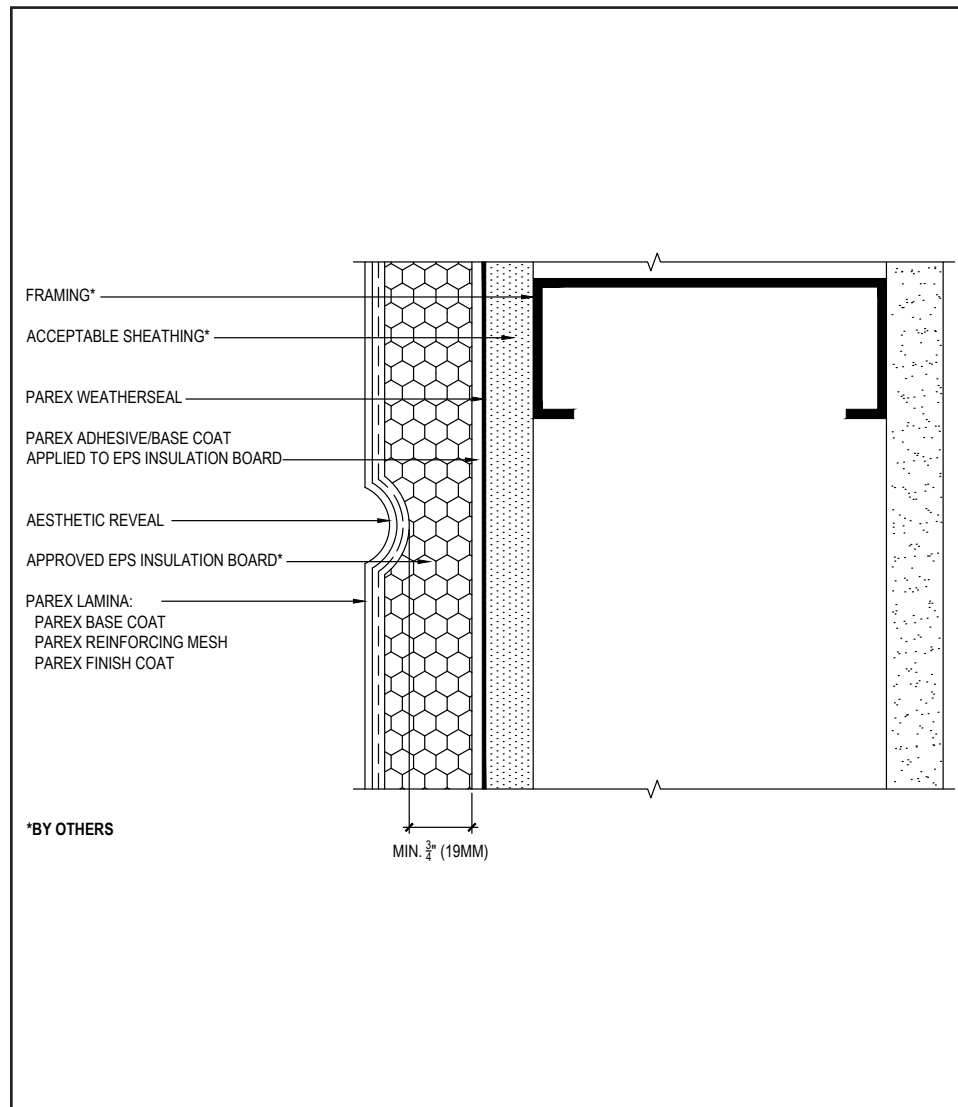 FRAMING*
ACCEPTABLE SHEATHING*
PAREX WEATHERSEAL
PAREX ADHESIVE/BASE COAT
APPLIED TO EPS INSULATION BOARD
AESTHETIC REVEAL
APPROVED EPS INSULATION BOARD*
PAREX LAMINA:
PAREX BASE COAT
PAREX REINFORCING MESH
PAREX FINISH COAT
*BY OTHERS
MIN. 3/4" (19MM)